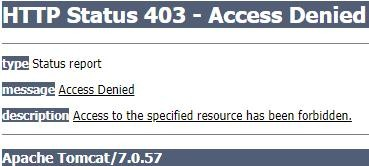 HTTP Status 403 - Access Denied
type Status report
message Access Denied
description Access to the specified resource has been forbidden.
Apache Tomcat/7.0.57